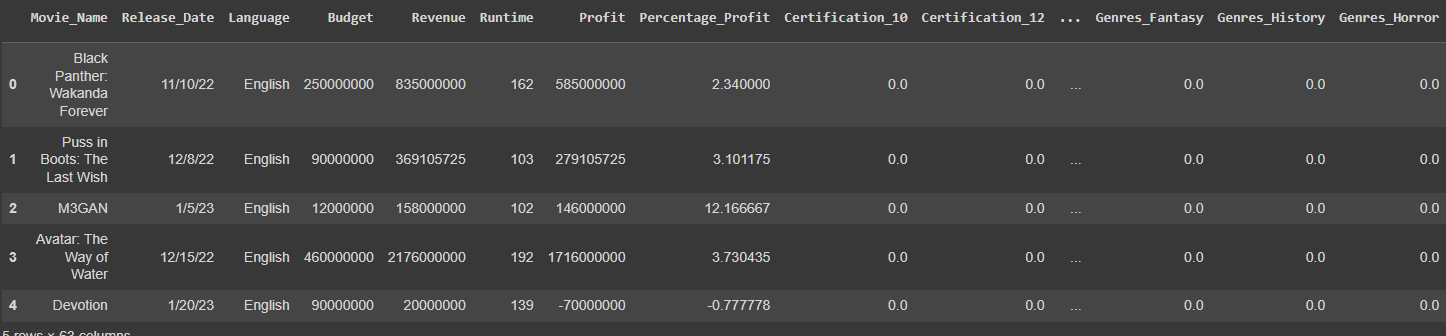 Movie_Name Release_Date Language Budget Revenue Runtime Profit Percentage_Profit Certification_10 Certification_12 ... Genres_Fantasy Genres_History Genres_Horror
0 Black Panther: Wakanda Forever 11/10/22 English 250000000 835000000 162 585000000 2.340000 0.0 0.0 ... 0.0 0.0 0.0
1 Puss in Boots: The Last Wish 12/8/22 English 90000000 369105725 103 279105725 3.101175 0.0 0.0 ... 0.0 0.0 0.0
2 M3GAN 1/5/23 English 12000000 158000000 102 146000000 12.166667 0.0 0.0 ... 0.0 0.0 0.0
3 Avatar: The Way of Water 12/15/22 English 460000000 2176000000 192 1716000000 3.730435 0.0 0.0 ... 0.0 0.0 0.0
4 Devotion 1/20/23 English 90000000 20000000 139 -70000000 -0.777778 0.0 0.0 ... 0.0 0.0 0.0
5 rows x 63 columns